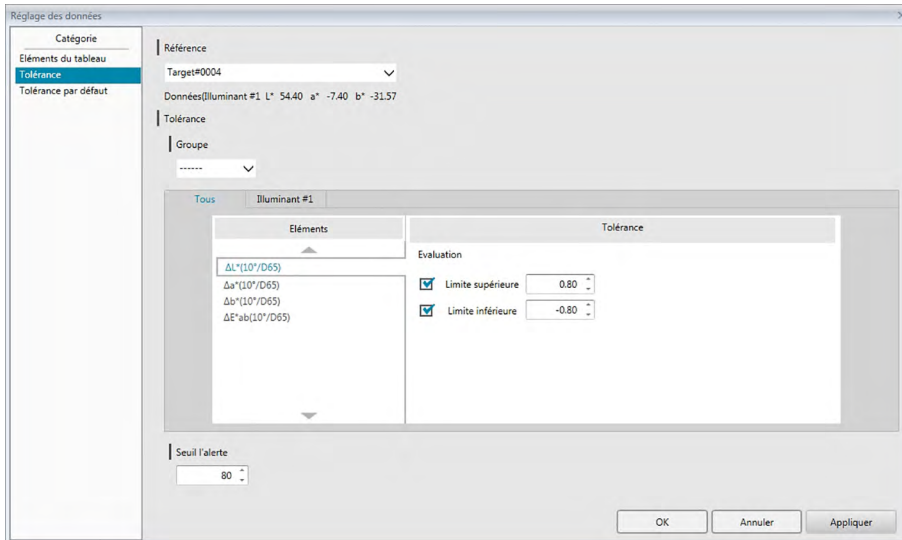 Réglage des données
Catégorie
Eléments du tableau
Tolérance
Tolérance par défaut
Référence
Target#0004
Données(Illuminant #1 L* 54.40 a* -7.40 b* -31.57
Tolérance
Groupe
------
Tous Illuminant #1
Eléments
ΔL*(10°/D65)
Δa*(10°/D65)
Δb*(10°/D65)
ΔE*ab(10°/D65)
Tolérance
Evaluation
Limite supérieure 0.80
Limite inférieure -0.80
Seuil l'alerte
80
OK Annuler Appliquer